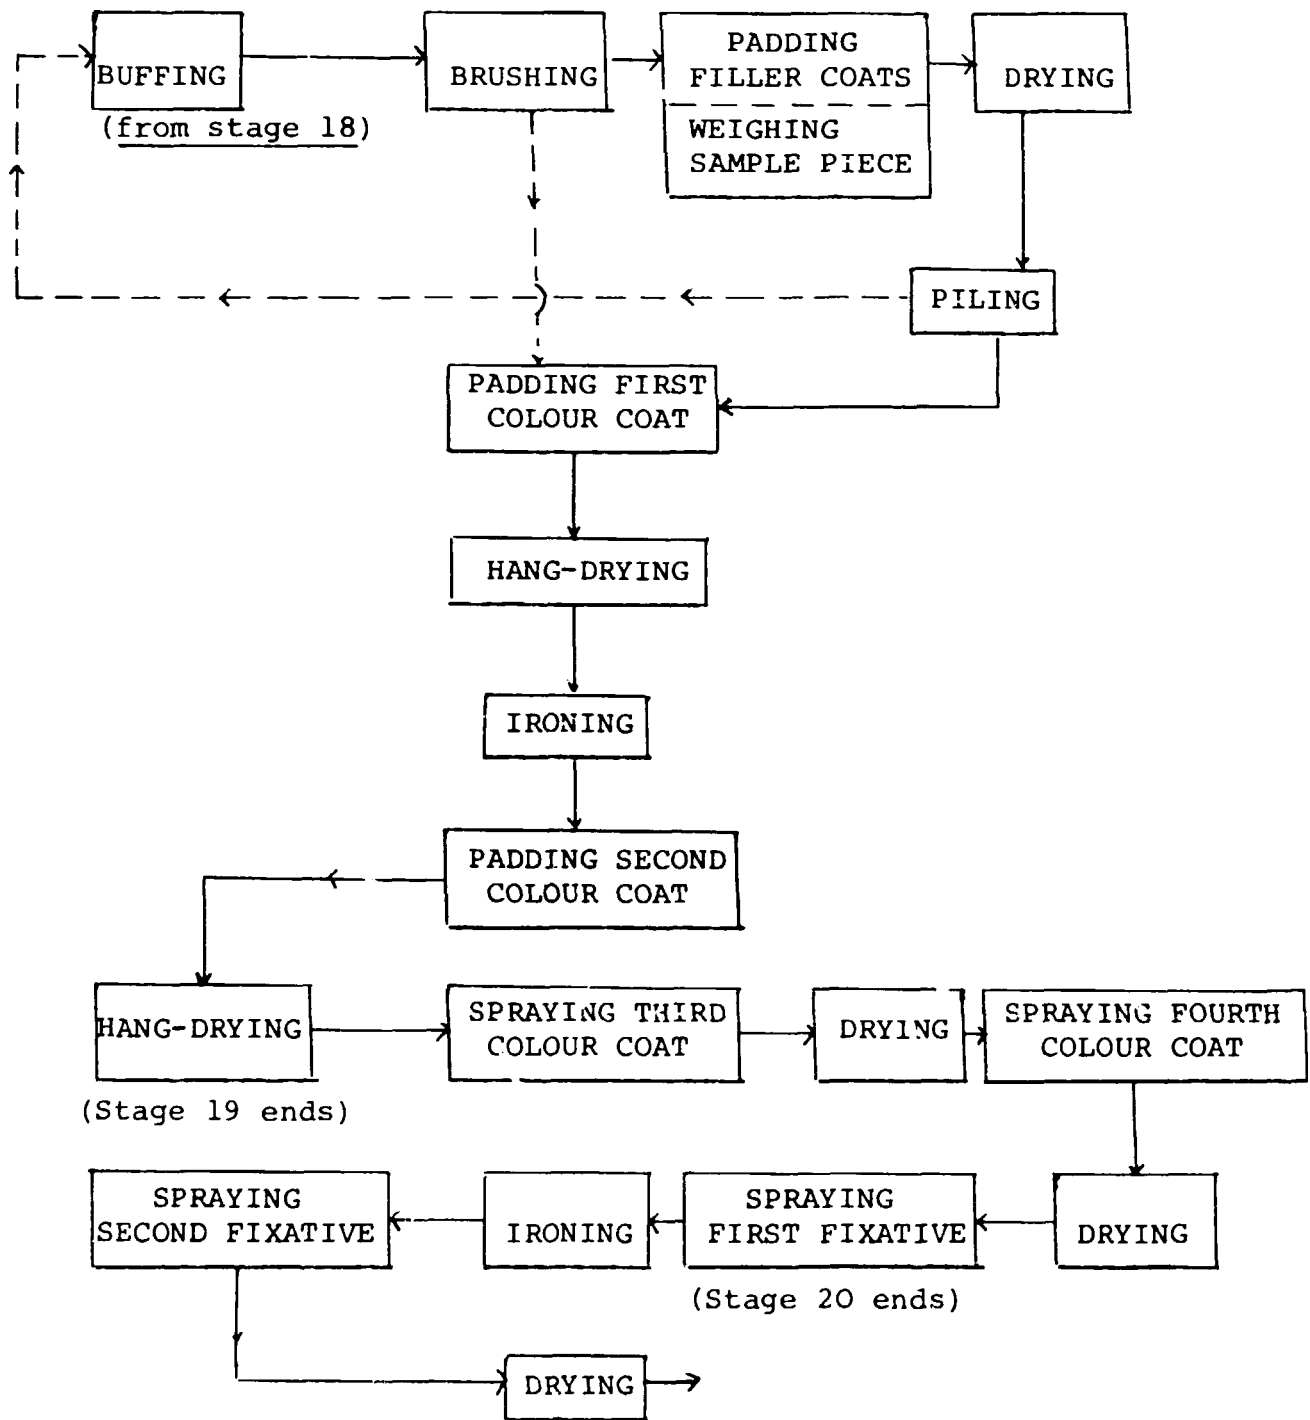 BUFFING
(from stage 18)
BRUSHING
PADDING
FILLER COATS
WEIGHING
SAMPLE PIECE
DRYING
PILING
PADDING FIRST
COLOUR COAT
HANG-DRYING
IRONING
PADDING SECOND
COLOUR COAT
HANG-DRYING
(Stage 19 ends)
SPRAYING THIRD
COLOUR COAT
DRYING
SPRAYING FOURTH
COLOUR COAT
DRYING
SPRAYING
FIRST FIXATIVE
(Stage 20 ends)
IRONING
SPRAYING
SECOND FIXATIVE
DRYING